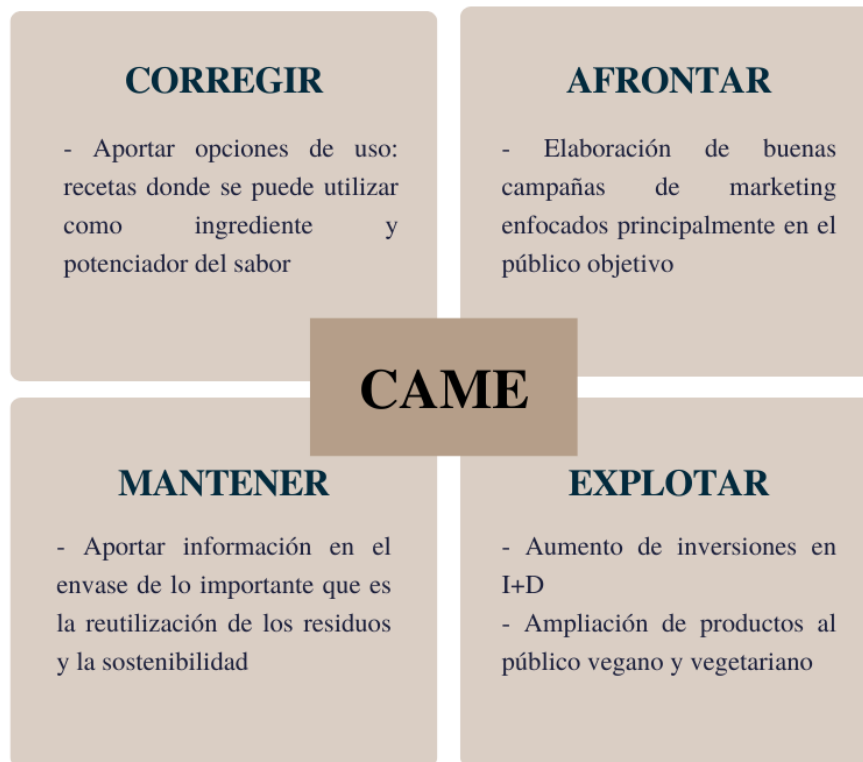 CORREGIR
- Aportar opciones de uso:
recetas donde se puede utilizar
como ingrediente y
potenciador del sabor
AFRONTAR
- Elaboración de buenas
campañas de marketing
enfocados principalmente en el
público objetivo
CAME
MANTENER
- Aportar información en el
envase de lo importante que es
la reutilización de los residuos
y la sostenibilidad
EXPLOTAR
- Aumento de inversiones en
I+D
- Ampliación de productos al
público vegano y vegetariano